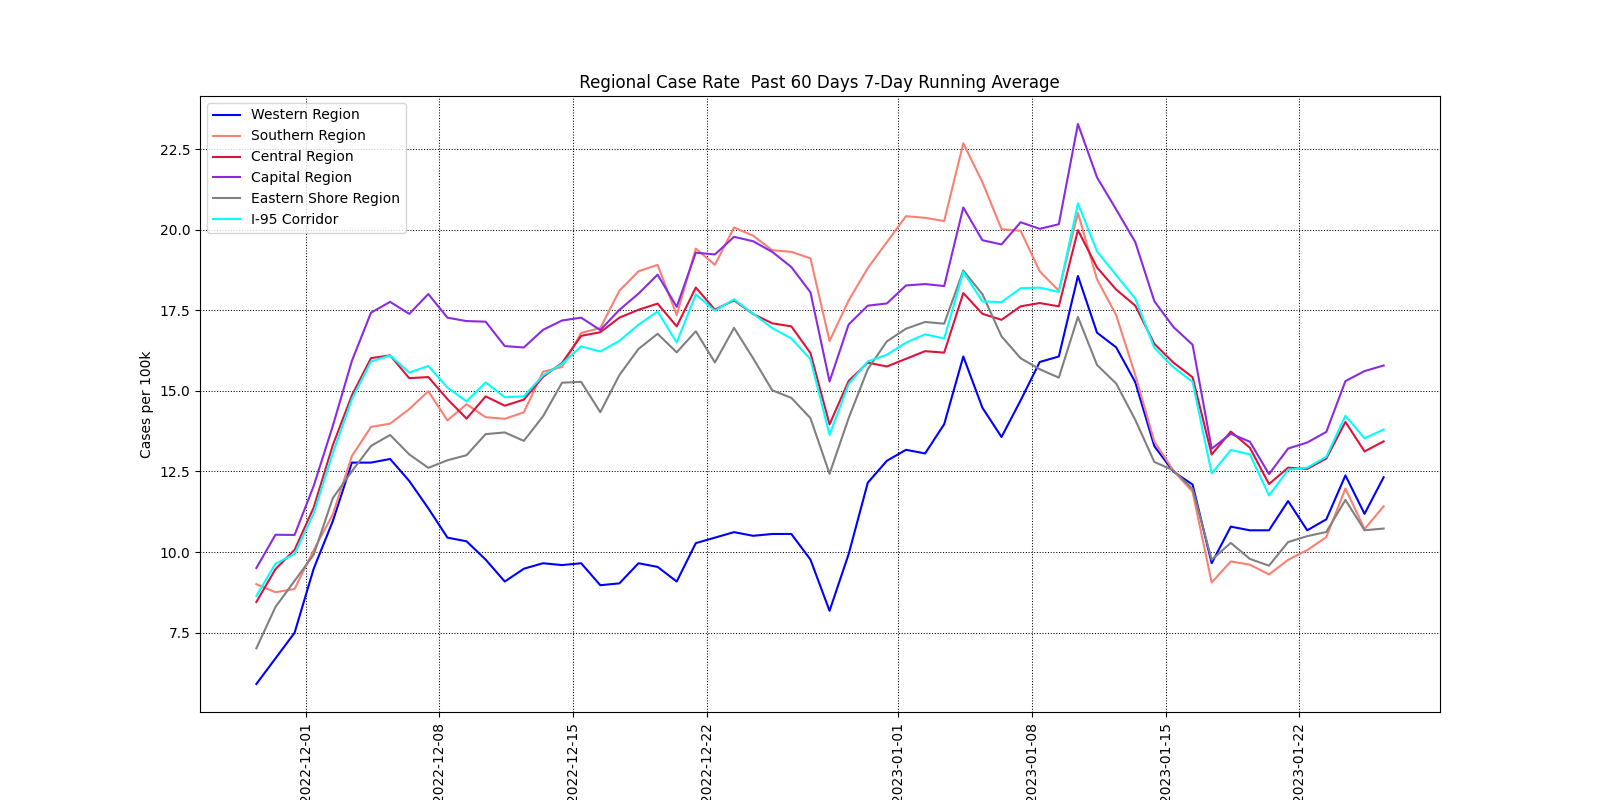 Regional Case Rate  Past 60 Days 7-Day Running Average
Western Region
Southern Region
Central Region
Capital Region
Eastern Shore Region
I-95 Corridor
Cases per 100k
22.5
20.0
17.5
15.0
12.5
10.0
7.5
2022-12-01
2022-12-08
2022-12-15
2022-12-22
2023-01-01
2023-01-08
2023-01-15
2023-01-22